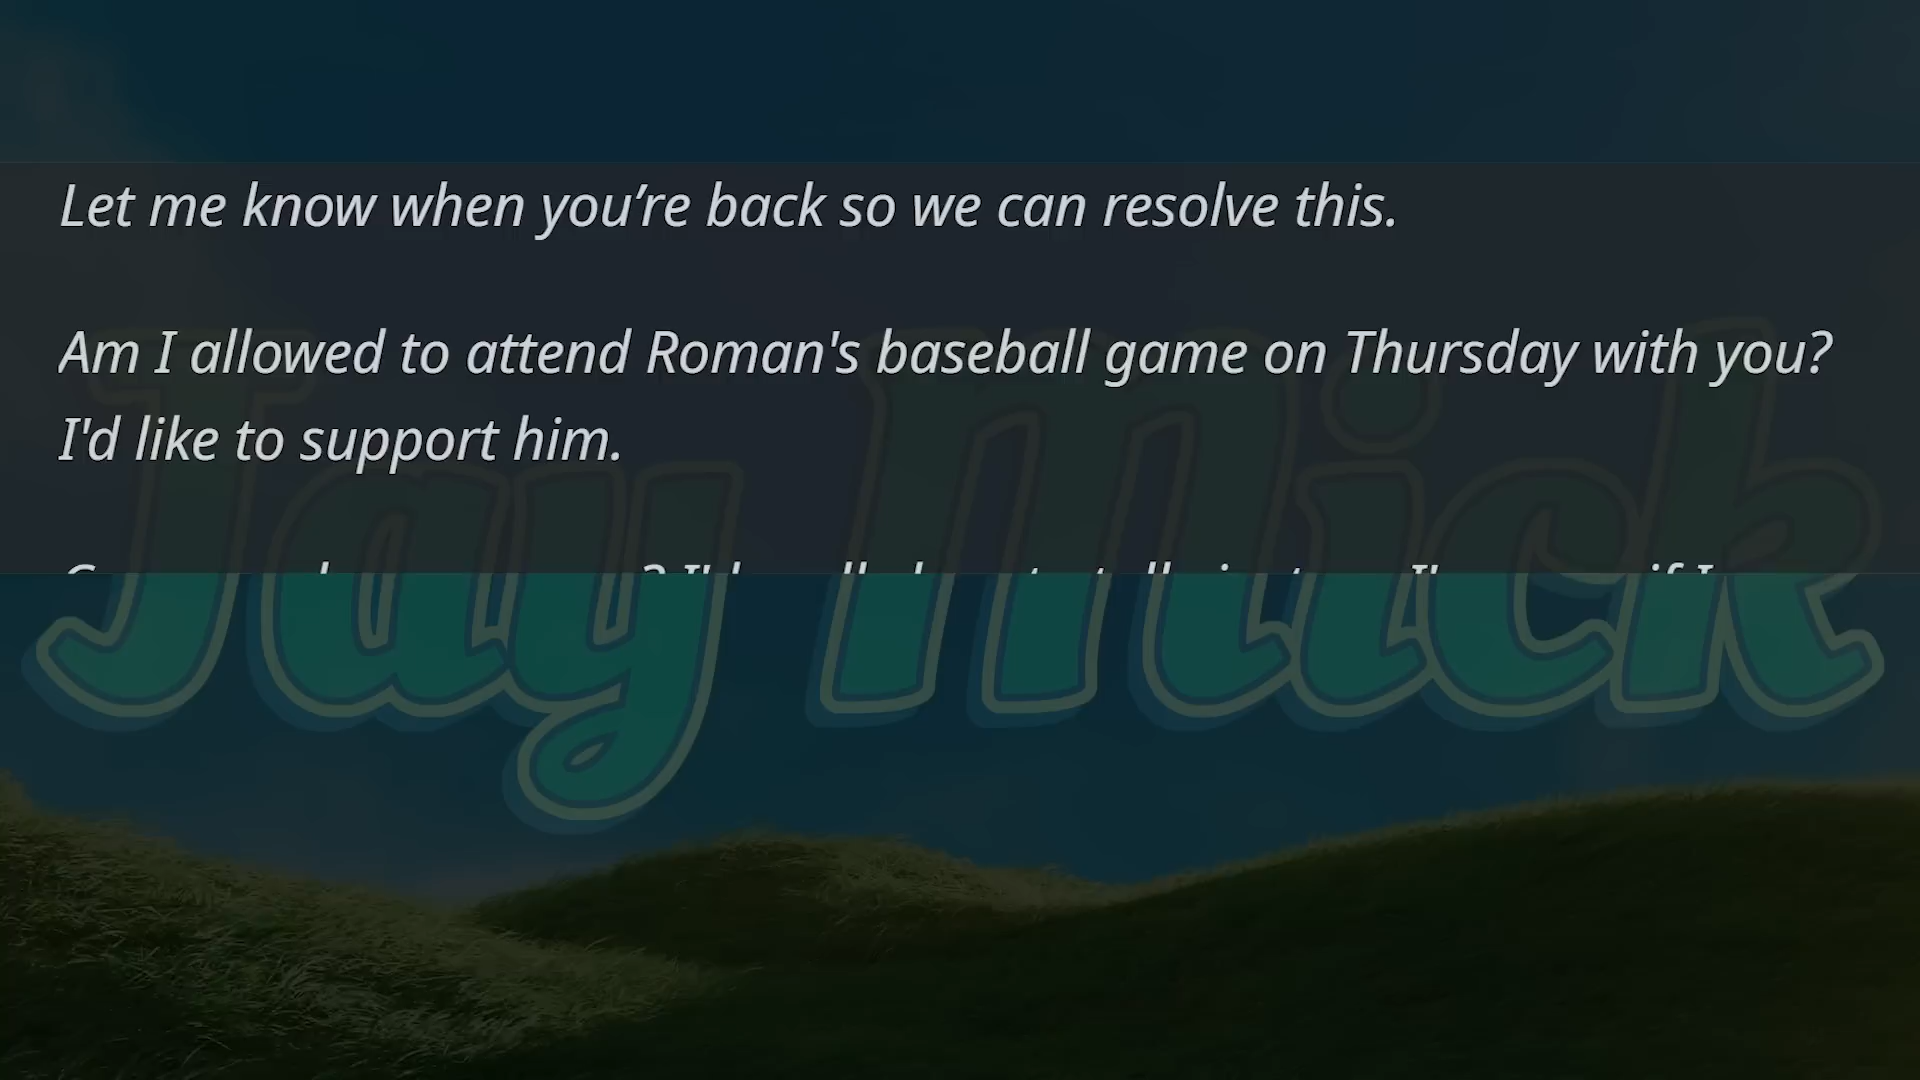 Let me know when you’re back so we can resolve this.
Am I allowed to attend Roman's baseball game on Thursday with you?
I'd like to support him.
Jay Mick